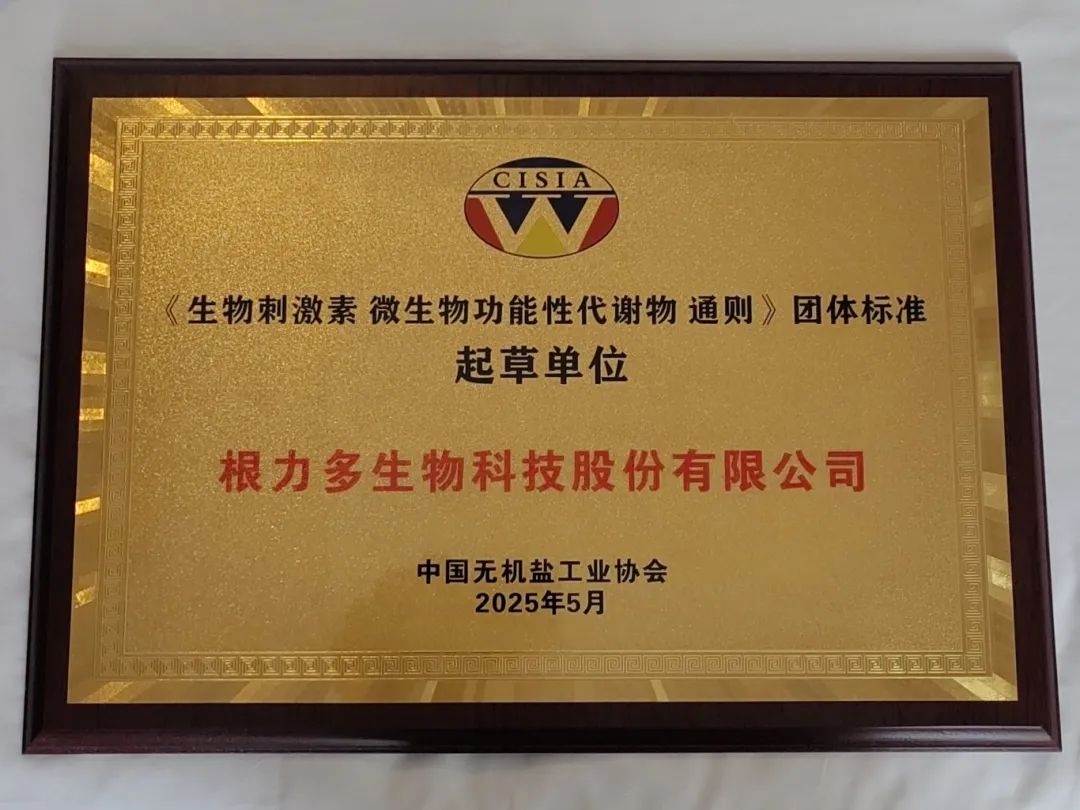 CISIA
《生物刺激素 微生物功能性代谢物 通则》团体标准
起草单位
根力多生物科技股份有限公司
中国无机盐工业协会
2025年5月